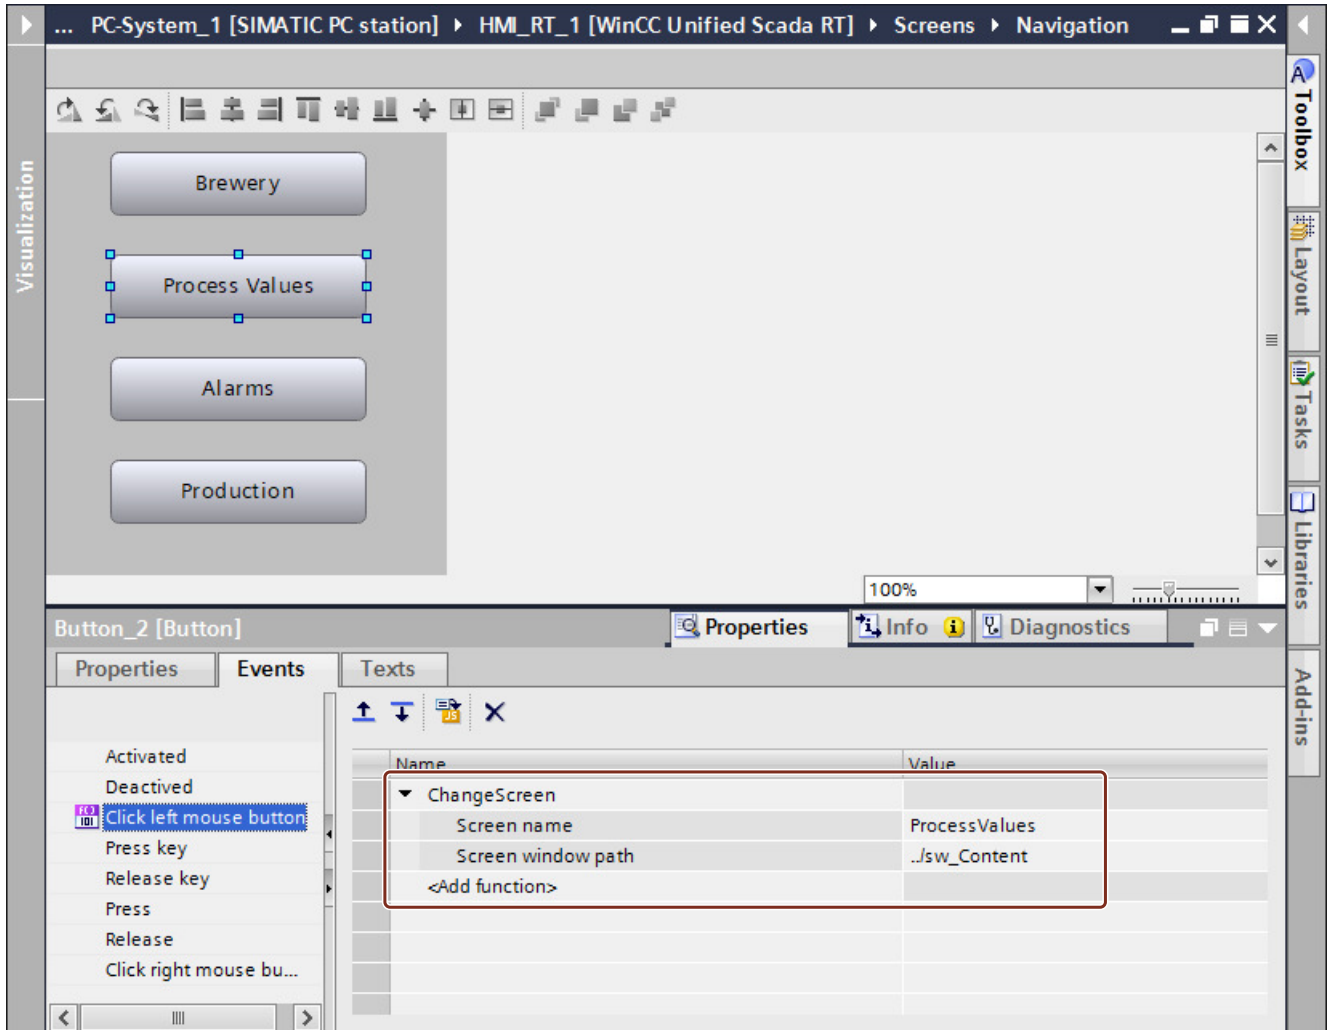 ... PC-System_1 [SIMATIC PC station] ▸ HMI_RT_1 [WinCC Unified Scada RT] ▸ Screens ▸ Navigation
Visualization
Brewery
Process Values
Alarms
Production
100%
Toolbox
Layout
Tasks
Libraries
Add-ins
Button_2 [Button]
Properties
Info
Diagnostics
Properties
Events
Texts
Activated
Deactived
Click left mouse button
Press key
Release key
Press
Release
Click right mouse bu...
Name Value
ChangeScreen
Screen name ProcessValues
Screen window path ../sw_Content
<Add function>